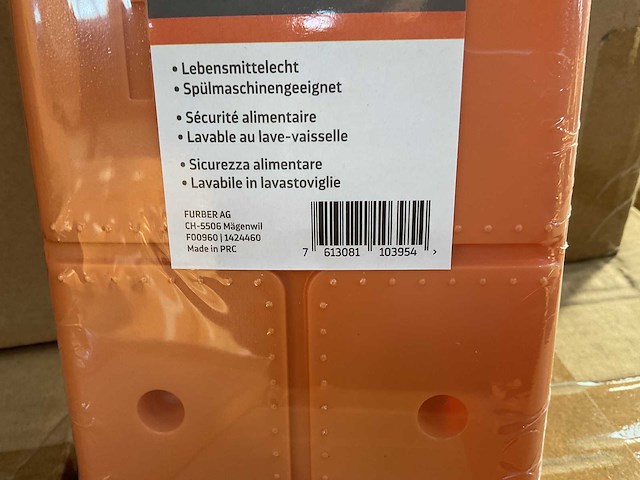 • Lebensmittelecht
• Spülmaschinengeeignet
• Sécurité alimentaire
• Lavable au lave-vaisselle
• Sicurezza alimentare
• Lavabile in lavastoviglie
FURBER AG
CH-5506 Mägenwil
F00960 | 1424460
Made in PRC
7 613081 103954 >